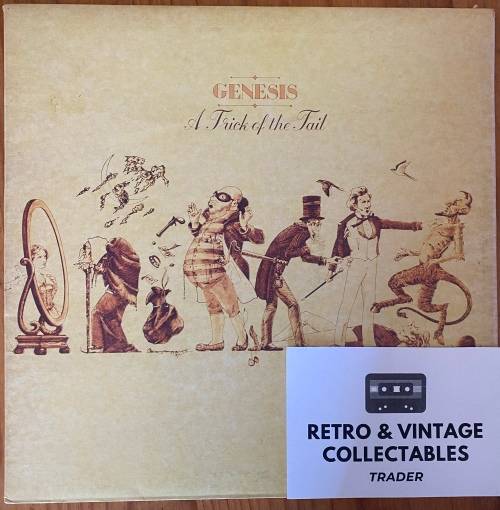 GENESIS
A Trick of the Tail
RETRO & VINTAGE
COLLECTABLES
TRADER